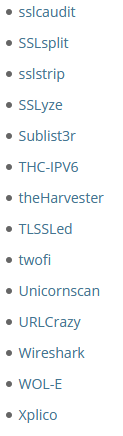 sslcaudit
SSLsplit
sslstrip
SSLyze
Sublist3r
THC-IPV6
theHarvester
TLSSLed
twofi
Unicornscan
URLCrazy
Wireshark
WOL-E
Xplico